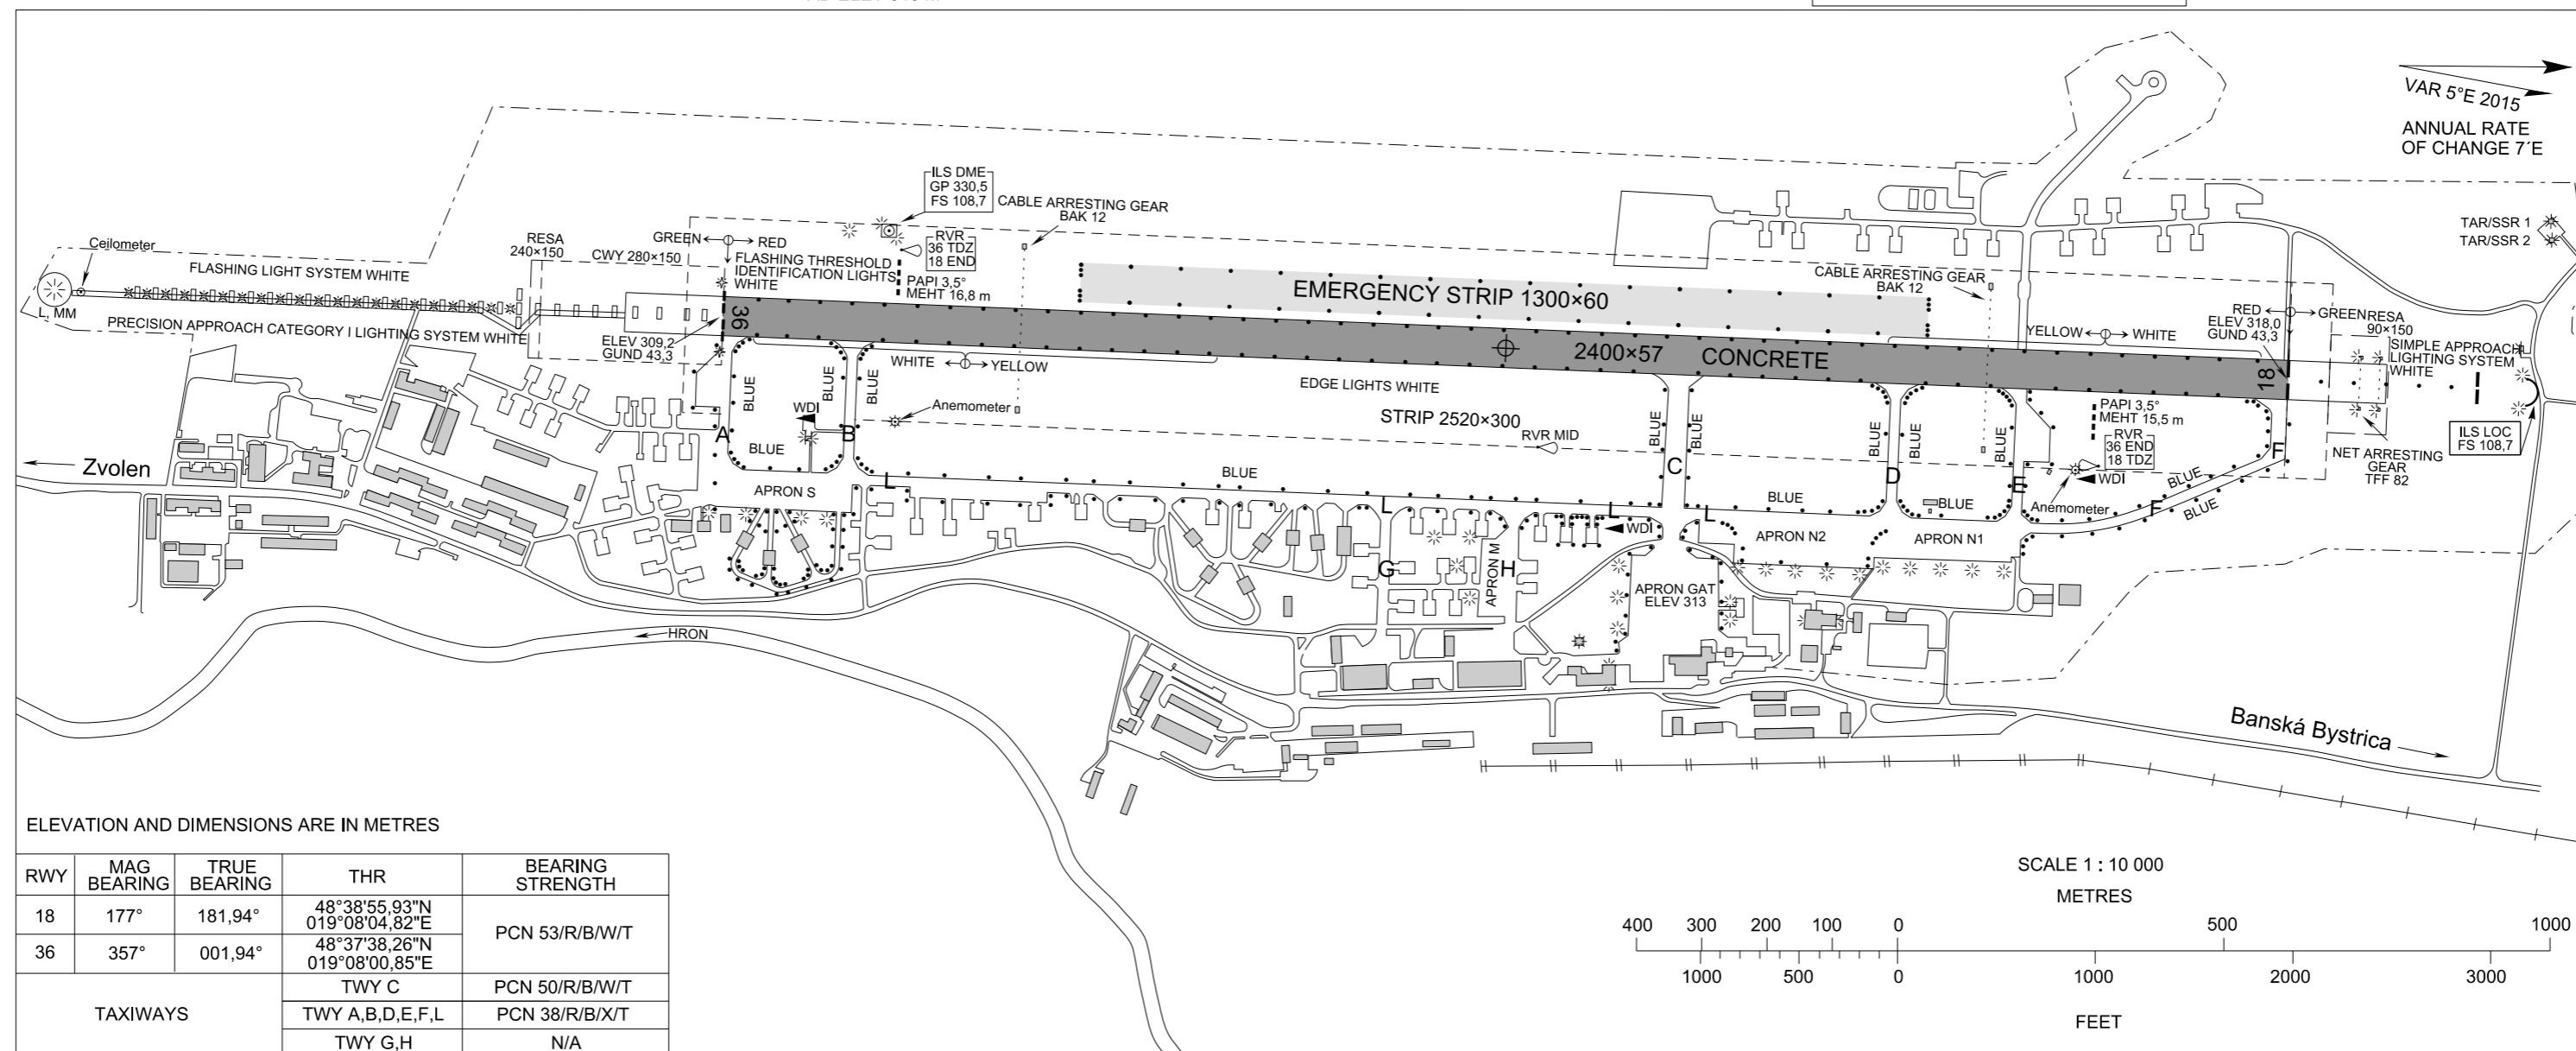 VAR 5°E 2015
ANNUAL RATE
OF CHANGE 7´E
TAR/SSR 1
TAR/SSR 2
ILS DME
GP 330,5
FS 108,7
CABLE ARRESTING GEAR
BAK 12
RVR
36 TDZ
18 END
GREEN
RED
RESA
240×150
CWY 280×150
FLASHING THRESHOLD
IDENTIFICATION LIGHTS
WHITE
PAPI 3,5°
MEHT 16,8 m
Ceilometer
FLASHING LIGHT SYSTEM WHITE
L, MM
PRECISION APPROACH CATEGORY I LIGHTING SYSTEM WHITE
ELEV 309,2
GUND 43,3
36
EMERGENCY STRIP 1300×60
CABLE ARRESTING GEAR
BAK 12
2400×57 CONCRETE
YELLOW
WHITE
RED
GREEN
ELEV 318,0
GUND 43,3
RESA
90×150
SIMPLE APPROACH
LIGHTING SYSTEM
WHITE
18
WHITE
YELLOW
EDGE LIGHTS WHITE
STRIP 2520×300
RVR MID
Anemometer
WDI
BLUE
BLUE
BLUE
BLUE
A
B
L
APRON S
BLUE
L
L
L
BLUE
BLUE
C
BLUE
BLUE
D
BLUE
BLUE
BLUE
E
PAPI 3,5°
MEHT 15,5 m
RVR
36 END
18 TDZ
WDI
Anemometer
F
F
BLUE
BLUE
NET ARRESTING
GEAR
TFF 82
ILS LOC
FS 108,7
Zvolen
WDI
APRON N2
APRON N1
G
APRON M
H
APRON GAT
ELEV 313
HRON
Banská Bystrica
ELEVATION AND DIMENSIONS ARE IN METRES
RWY MAG BEARING TRUE BEARING THR BEARING STRENGTH
18 177° 181,94° 48°38'55,93"N 019°08'04,82"E PCN 53/R/B/W/T
36 357° 001,94° 48°37'38,26"N 019°08'00,85"E
TAXIWAYS
TWY C PCN 50/R/B/W/T
TWY A,B,D,E,F,L PCN 38/R/B/X/T
TWY G,H N/A
SCALE 1 : 10 000
METRES
400 300 200 100 0 500 1000
1000 500 0 1000 2000 3000
FEET